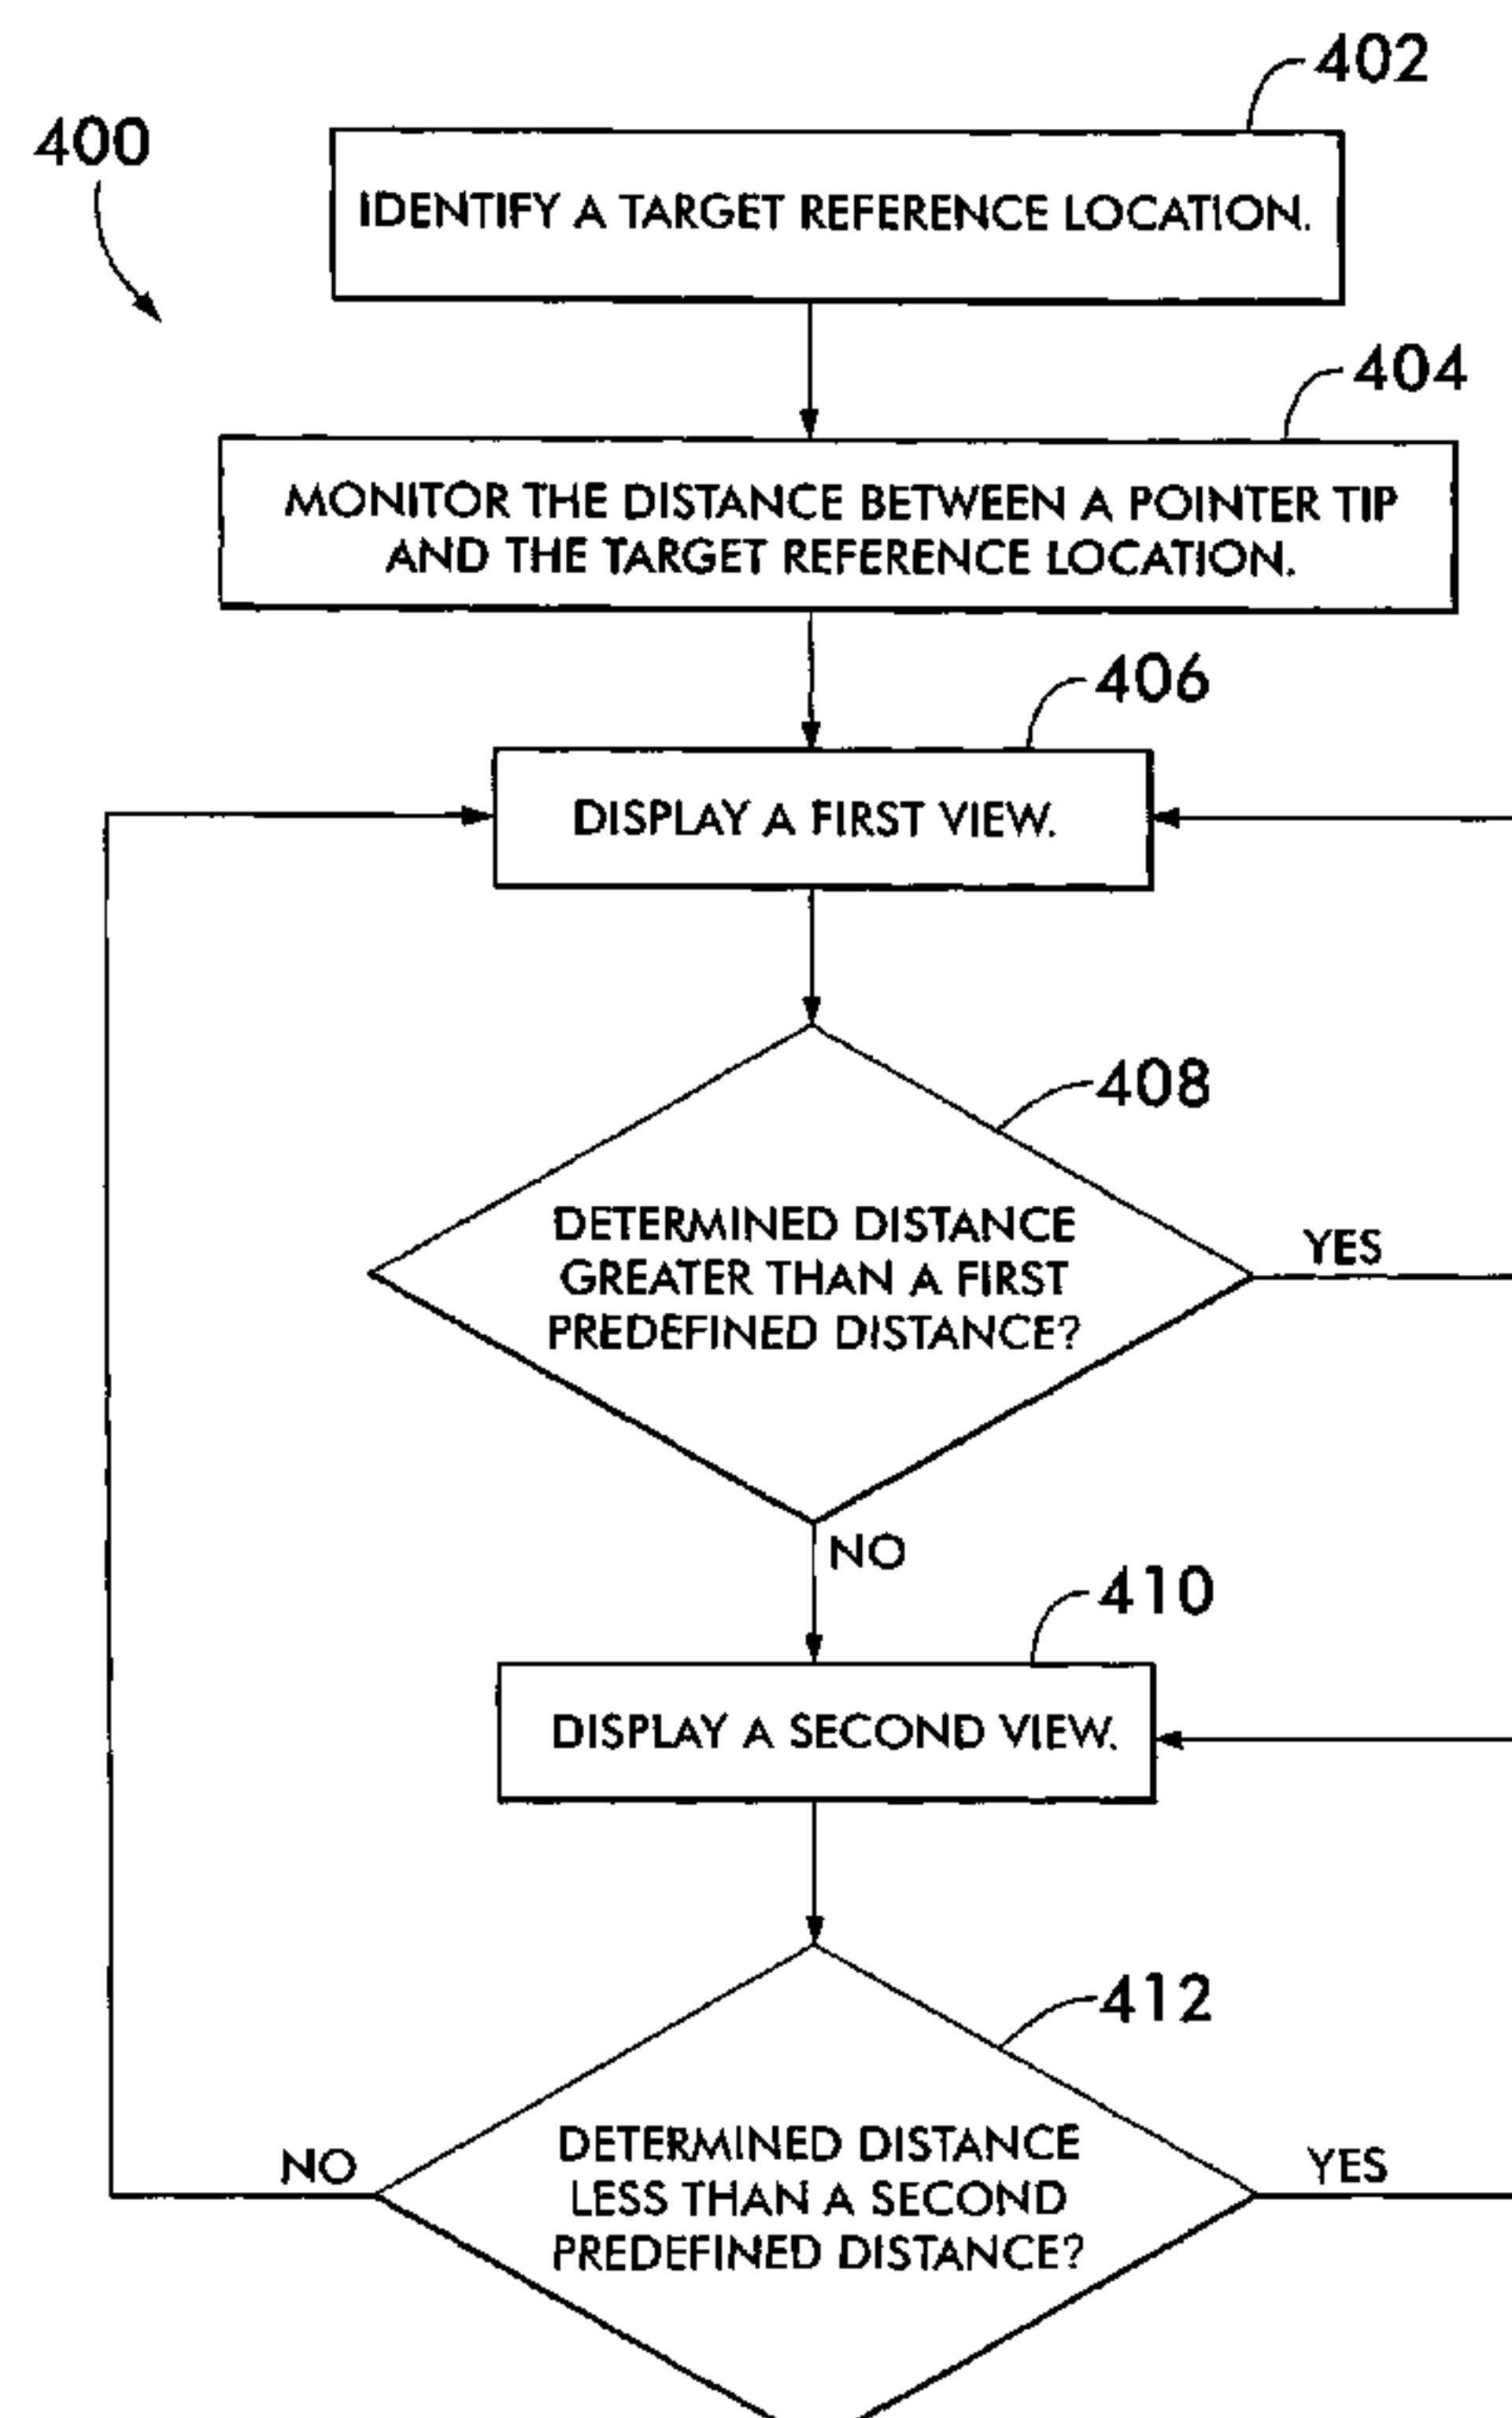 402
400
IDENTIFY A TARGET REFERENCE LOCATION.
404
MONITOR THE DISTANCE BETWEEN A POINTER TIP
AND THE TARGET REFERENCE LOCATION.
406
DISPLAY A FIRST VIEW.
408
DETERMINED DISTANCE
GREATER THAN A FIRST
PREDEFINED DISTANCE?
YES
NO
410
DISPLAY A SECOND VIEW.
412
DETERMINED DISTANCE
LESS THAN A SECOND
PREDEFINED DISTANCE?
NO
YES